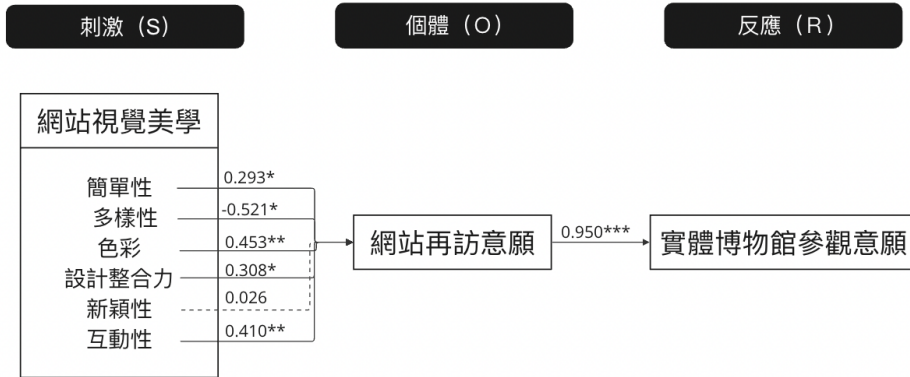 刺激（S）
個體（O）
反應（R）
網站視覺美學
簡單性
0.293*
多樣性
-0.521*
色彩
0.453**
設計整合力
0.308*
新穎性
0.026
互動性
0.410**
網站再訪意願
0.950***
實體博物館參觀意願